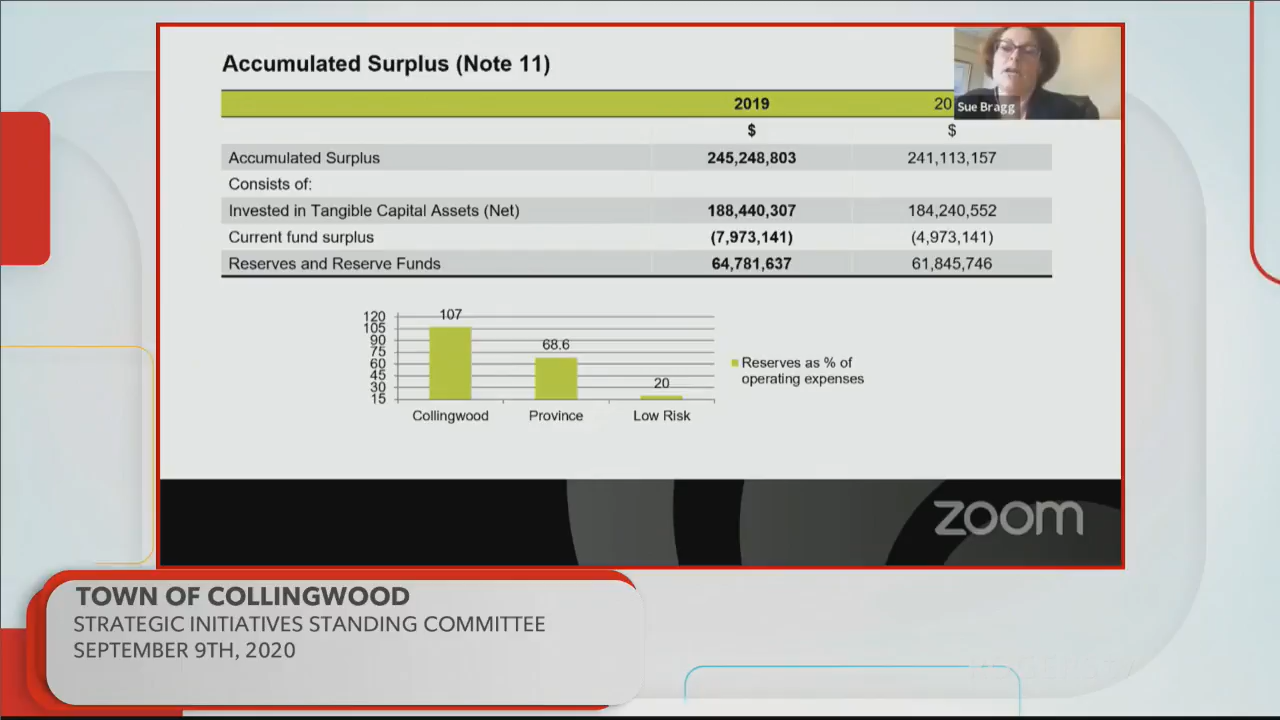 Accumulated Surplus (Note 11)
Sue Bragg
2019 20
$ $
Accumulated Surplus 245,248,803 241,113,157
Consists of:
Invested in Tangible Capital Assets (Net) 188,440,307 184,240,552
Current fund surplus (7,973,141) (4,973,141)
Reserves and Reserve Funds 64,781,637 61,845,746
120
105
90
75
60
45
30
15
107
68.6
20
Collingwood Province Low Risk
Reserves as % of
operating expenses
zoom
TOWN OF COLLINGWOOD
STRATEGIC INITIATIVES STANDING COMMITTEE
SEPTEMBER 9TH, 2020